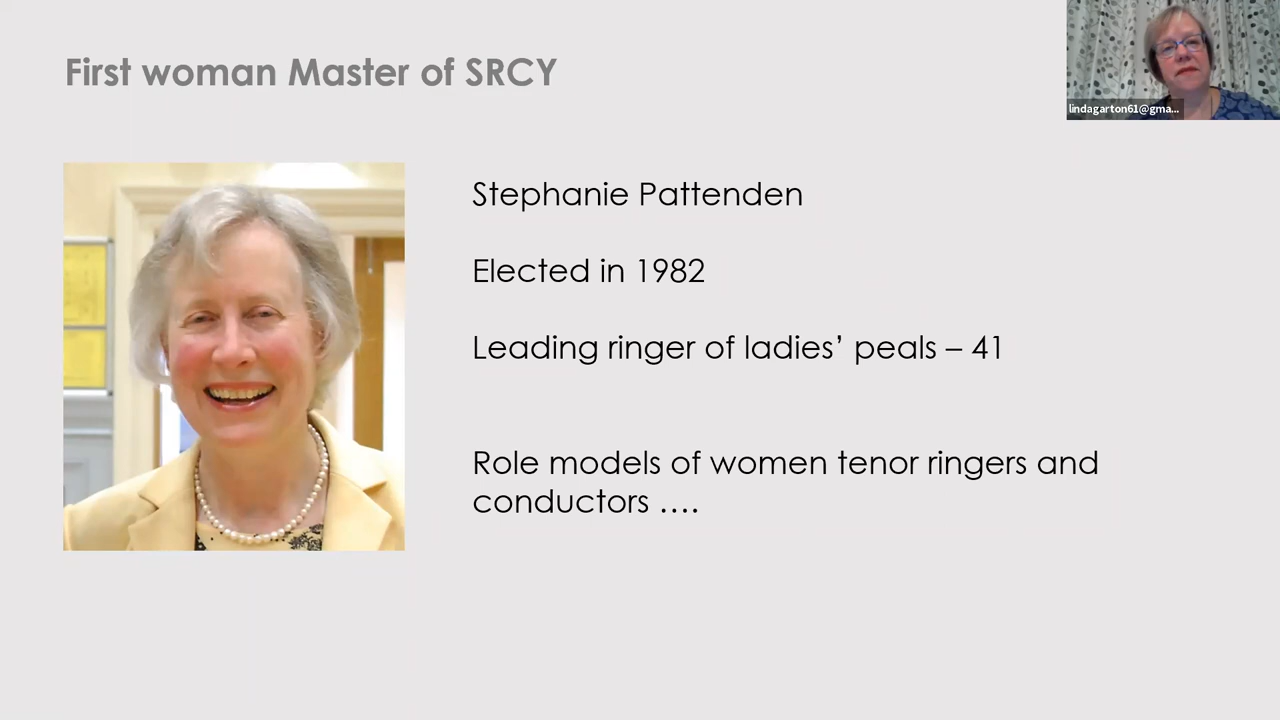 First woman Master of SRCY
lindagarton61@gma...
Stephanie Pattenden
Elected in 1982
Leading ringer of ladies’ peals – 41
Role models of women tenor ringers and
conductors ….